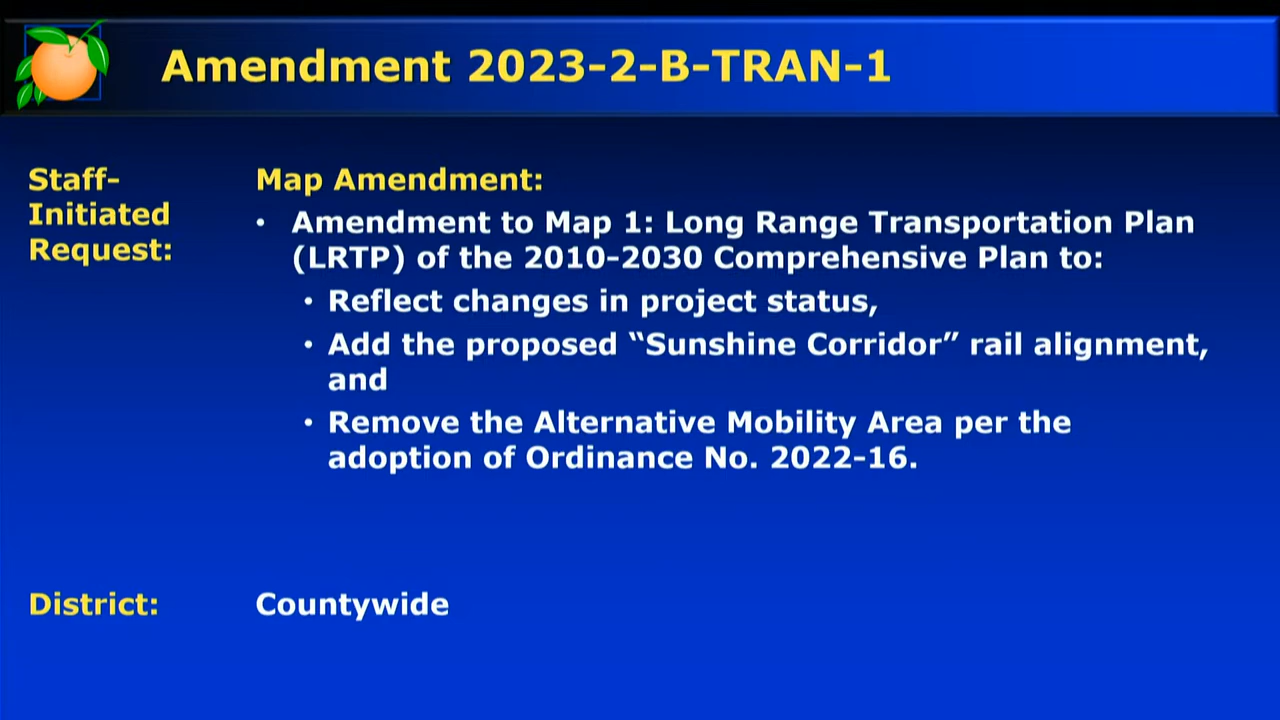 Amendment 2023-2-B-TRAN-1
Staff-
Initiated
Request:
Map Amendment:
• Amendment to Map 1: Long Range Transportation Plan
(LRTP) of the 2010-2030 Comprehensive Plan to:
• Reflect changes in project status,
• Add the proposed “Sunshine Corridor” rail alignment,
and
• Remove the Alternative Mobility Area per the
adoption of Ordinance No. 2022-16.
District:
Countywide